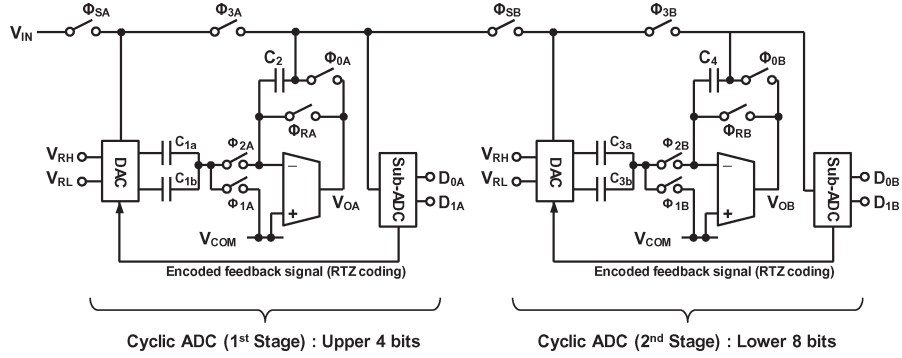 Φ_SA
Φ_3A
Φ_SB
Φ_3B
V_IN
C_2
Φ_0A
C_4
Φ_0B
Φ_RA
Φ_RB
V_RH
V_RL
DAC
C_1a
C_1b
Φ_2A
Φ_1A
−
+
V_OA
V_COM
Sub-ADC
D_0A
D_1A
V_RH
V_RL
DAC
C_3a
C_3b
Φ_2B
Φ_1B
−
+
V_OB
V_COM
Sub-ADC
D_0B
D_1B
Encoded feedback signal (RTZ coding)
Encoded feedback signal (RTZ coding)
Cyclic ADC (1st Stage) : Upper 4 bits
Cyclic ADC (2nd Stage) : Lower 8 bits